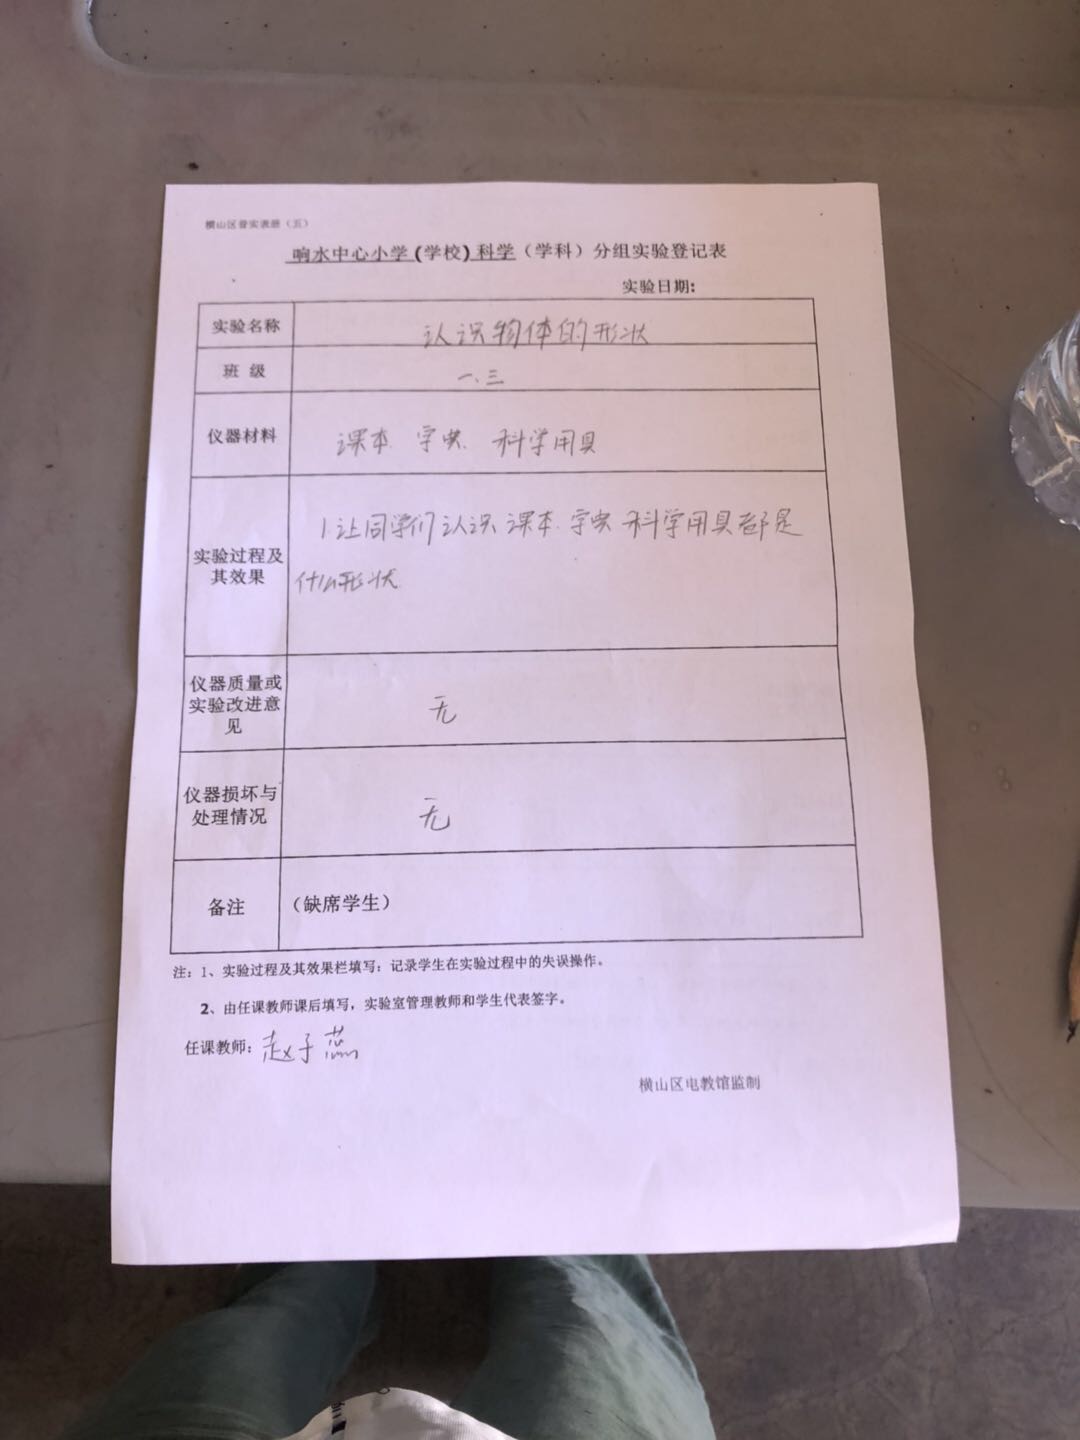 横山区普实表册（五）
响水中心小学 (学校) 科学（学科）分组实验登记表
实验日期:
实验名称 认识物体的形状
班 级 一、三
仪器材料 课本、字典、科学用具
1.让同学们认识课本、字典、科学用具都是
实验过程及
其效果 什么形状
仪器质量或
实验改进意
见 无
仪器损坏与
处理情况 无
备注 （缺席学生）
注：1、实验过程及其效果栏填写：记录学生在实验过程中的失误操作。
2、由任课教师课后填写，实验室管理教师和学生代表签字。
任课教师: 赵子蕊
横山区电教馆监制